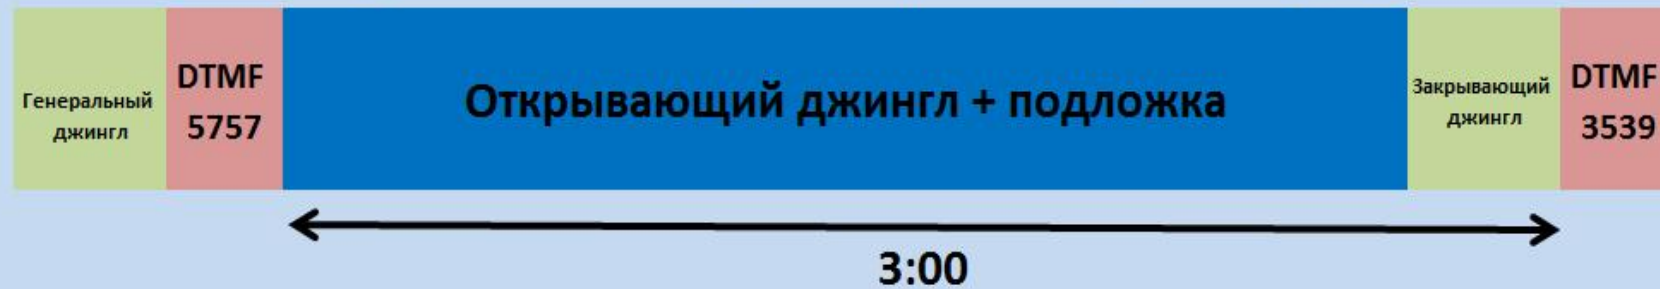 Генеральный
джингл
DTMF
5757
Открывающий джингл + подложка
Закрывающий
джингл
DTMF
3539
3:00